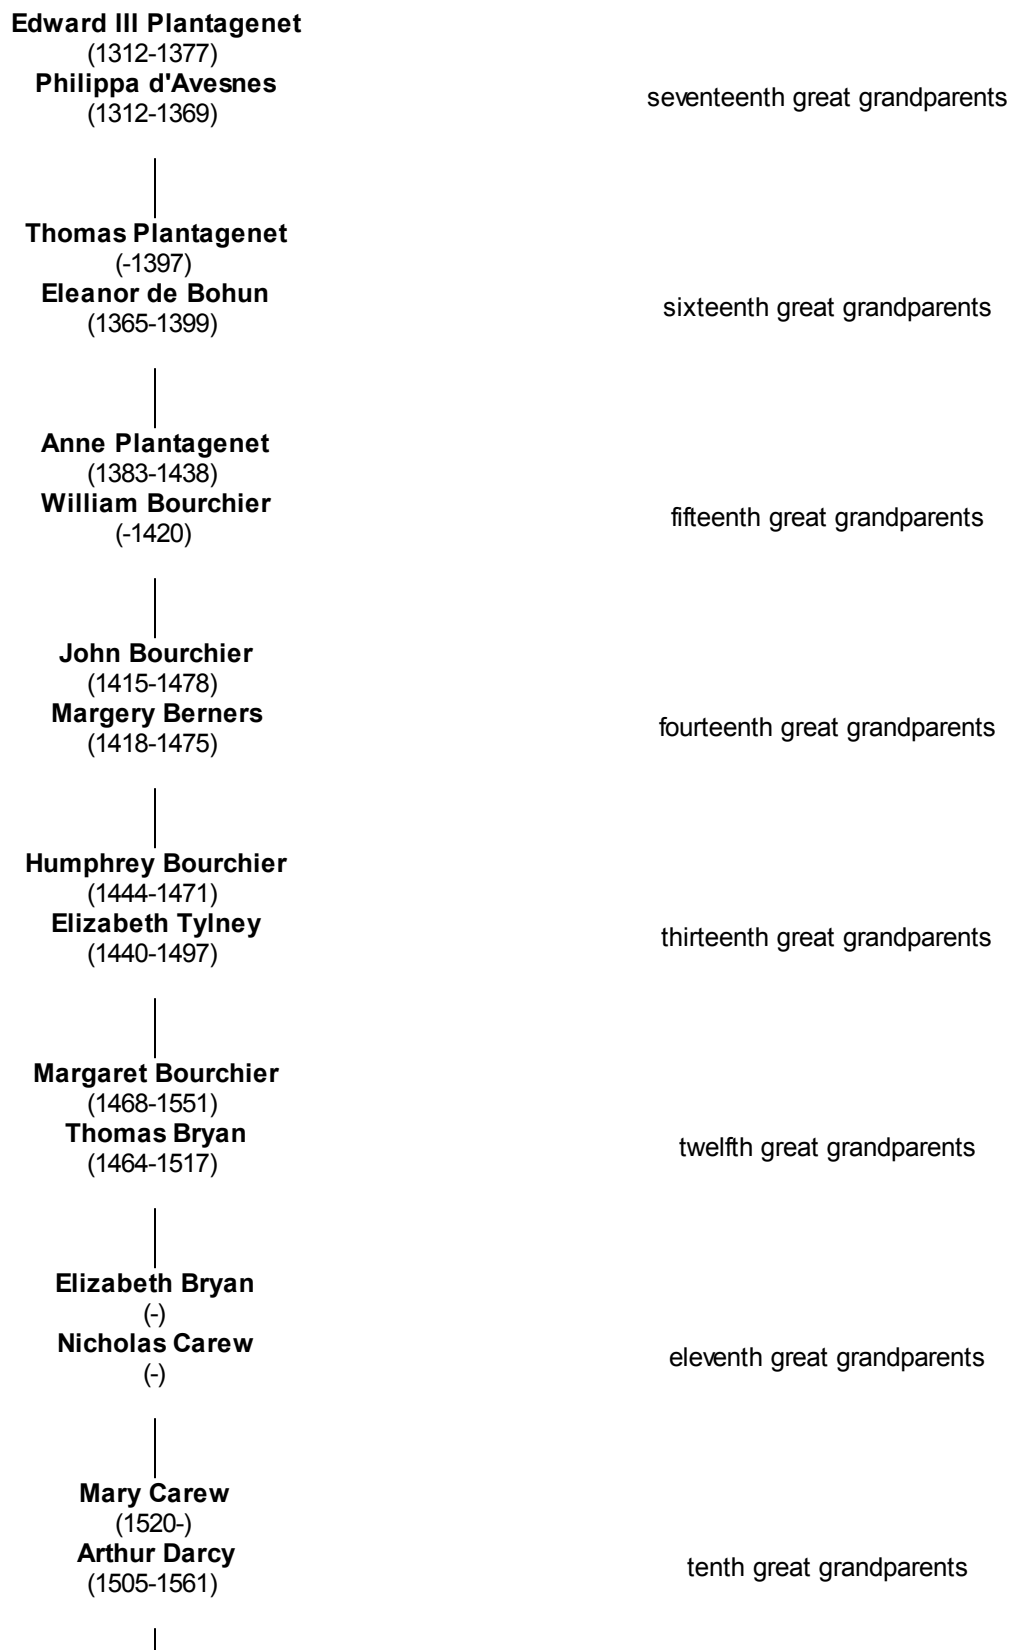 Edward III Plantagenet
(1312-1377)
Philippa d'Avesnes
(1312-1369)
seventeenth great grandparents
Thomas Plantagenet
(-1397)
Eleanor de Bohun
(1365-1399)
sixteenth great grandparents
Anne Plantagenet
(1383-1438)
William Bourchier
(-1420)
fifteenth great grandparents
John Bourchier
(1415-1478)
Margery Berners
(1418-1475)
fourteenth great grandparents
Humphrey Bourchier
(1444-1471)
Elizabeth Tylney
(1440-1497)
thirteenth great grandparents
Margaret Bourchier
(1468-1551)
Thomas Bryan
(1464-1517)
twelfth great grandparents
Elizabeth Bryan
(-)
Nicholas Carew
(-)
eleventh great grandparents
Mary Carew
(1520-)
Arthur Darcy
(1505-1561)
tenth great grandparents